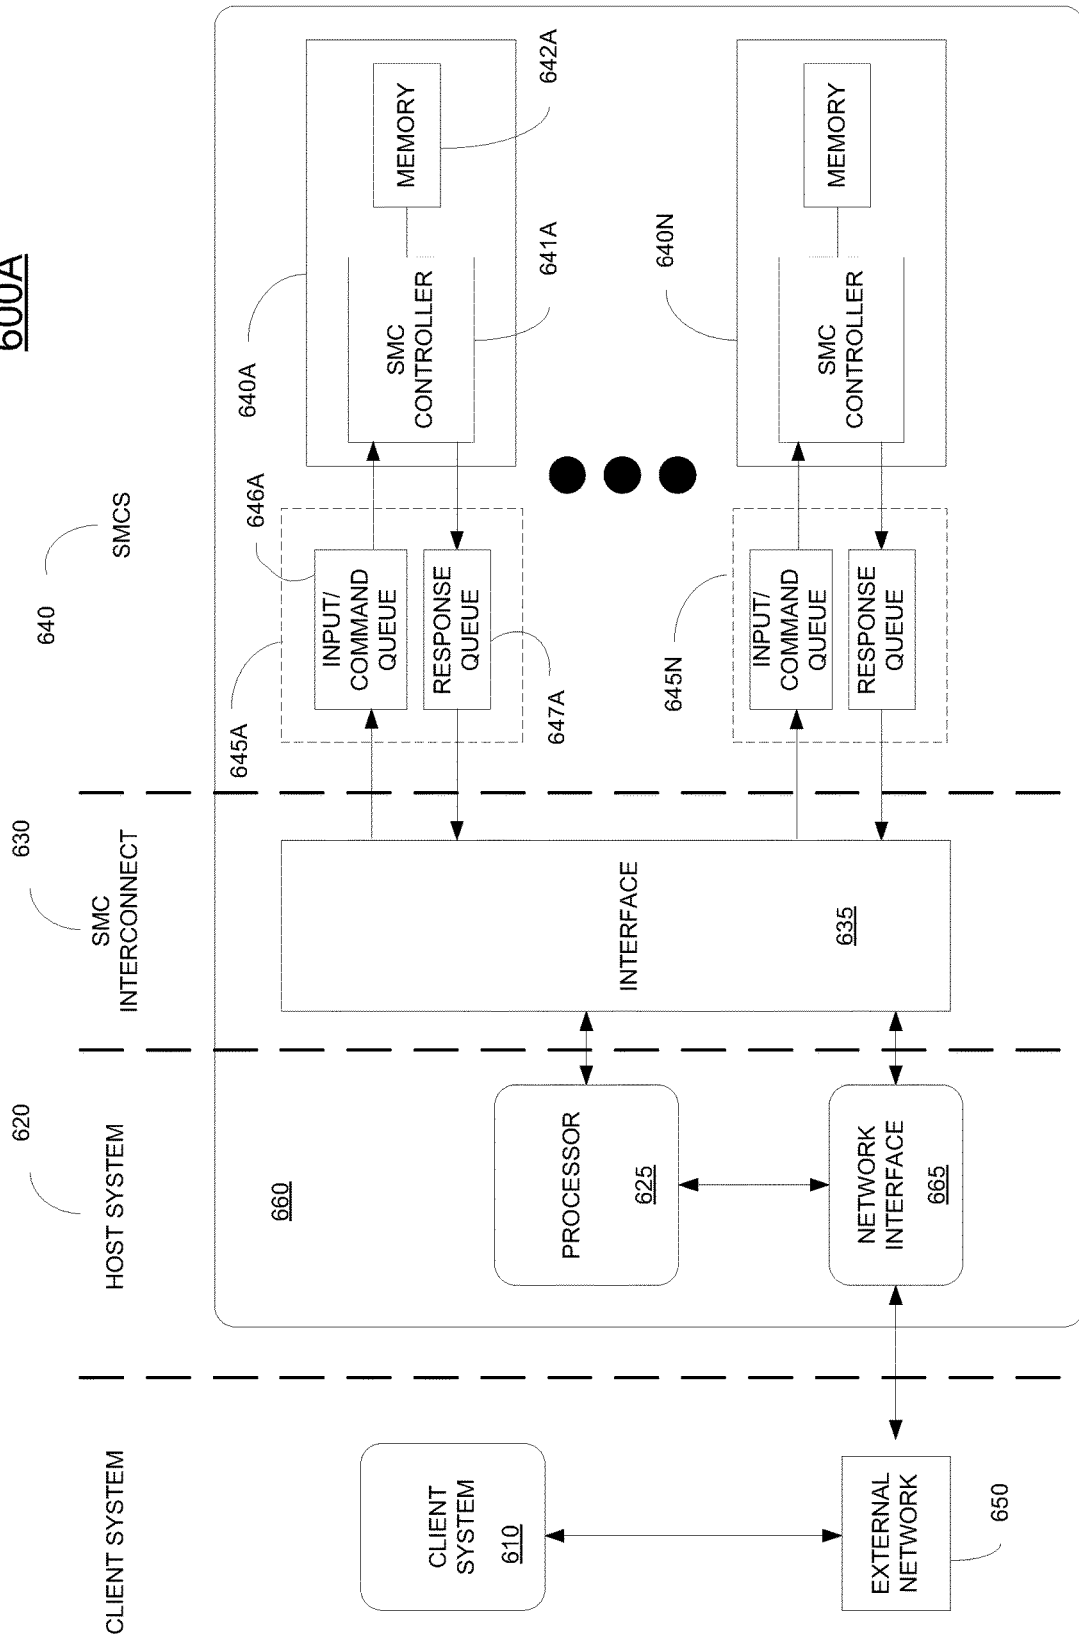 600A
CLIENT SYSTEM
HOST SYSTEM
620
SMC
INTERCONNECT
630
SMCS
640
CLIENT
SYSTEM
610
EXTERNAL
NETWORK
650
660
PROCESSOR
625
NETWORK
INTERFACE
665
INTERFACE
635
645A
INPUT/
COMMAND
QUEUE
646A
RESPONSE
QUEUE
647A
640A
SMC
CONTROLLER
641A
MEMORY
642A
645N
INPUT/
COMMAND
QUEUE
RESPONSE
QUEUE
640N
SMC
CONTROLLER
MEMORY